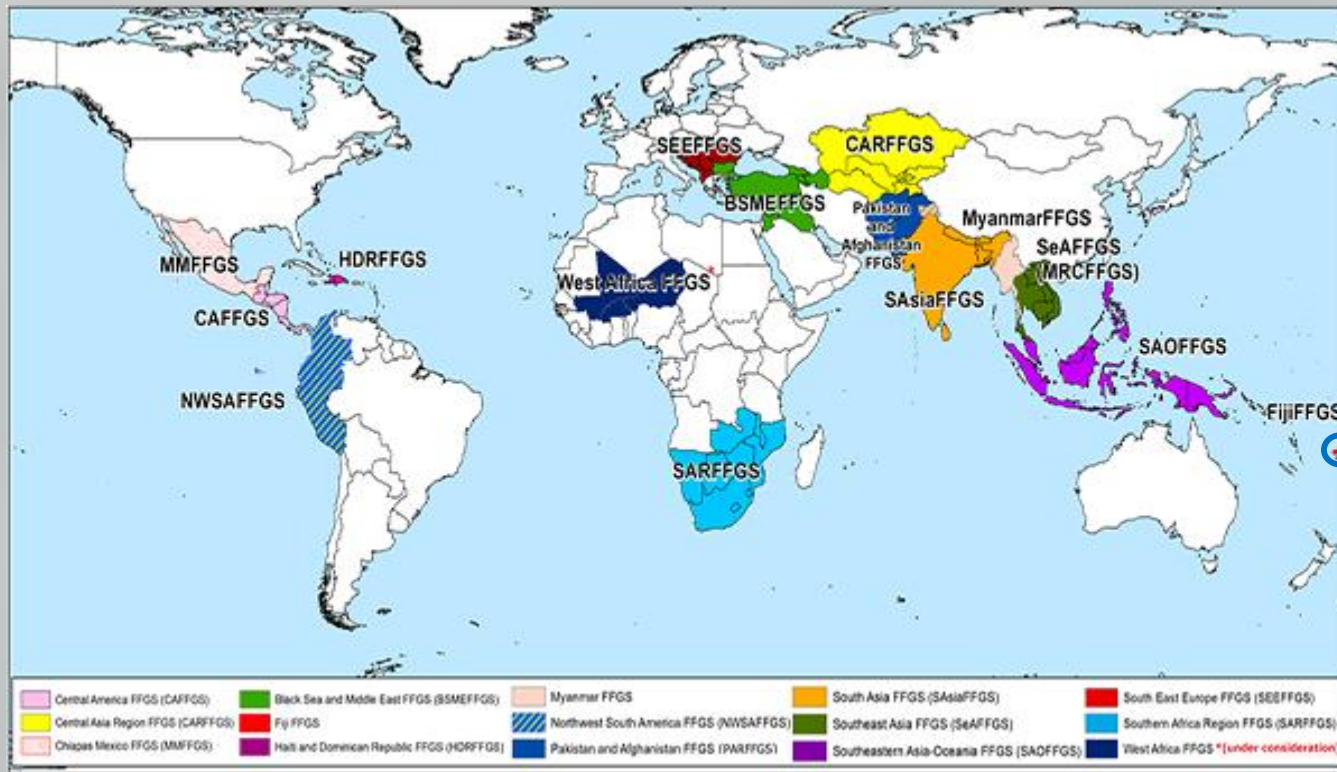 SEEFFGS
CARFFGS
BSMEFFGS
Pakistan
and
Afghanistan
FFGS
MyanmarFFGS
SeAFFGS
(MRCFFGS)
MMFFGS
HDRFFGS
West Africa FFGS
*
SAsiaFFGS
CAFFGS
SAOFFGS
NWSAFFGS
FijiFFGS
SARFFGS
Central America FFGS (CAFFGS)
Black Sea and Middle East FFGS (BSMEFFGS)
Myanmar FFGS
South Asia FFGS (SAsiaFFGS)
South East Europe FFGS (SEEFFGS)
Central Asia Region FFGS (CARFFGS)
Fiji FFGS
Northwest South America FFGS (NWSAFFGS)
Southeast Asia FFGS (SeAFFGS)
Southern Africa Region FFGS (SARFFGS)
Chiapas Mexico FFGS (MMFFGS)
Haiti and Dominican Republic FFGS (HDRFFGS)
Pakistan and Afghanistan FFGS (PARFFGS)
Southeastern Asia-Oceania FFGS (SAOFFGS)
West Africa FFGS *[under consideration]